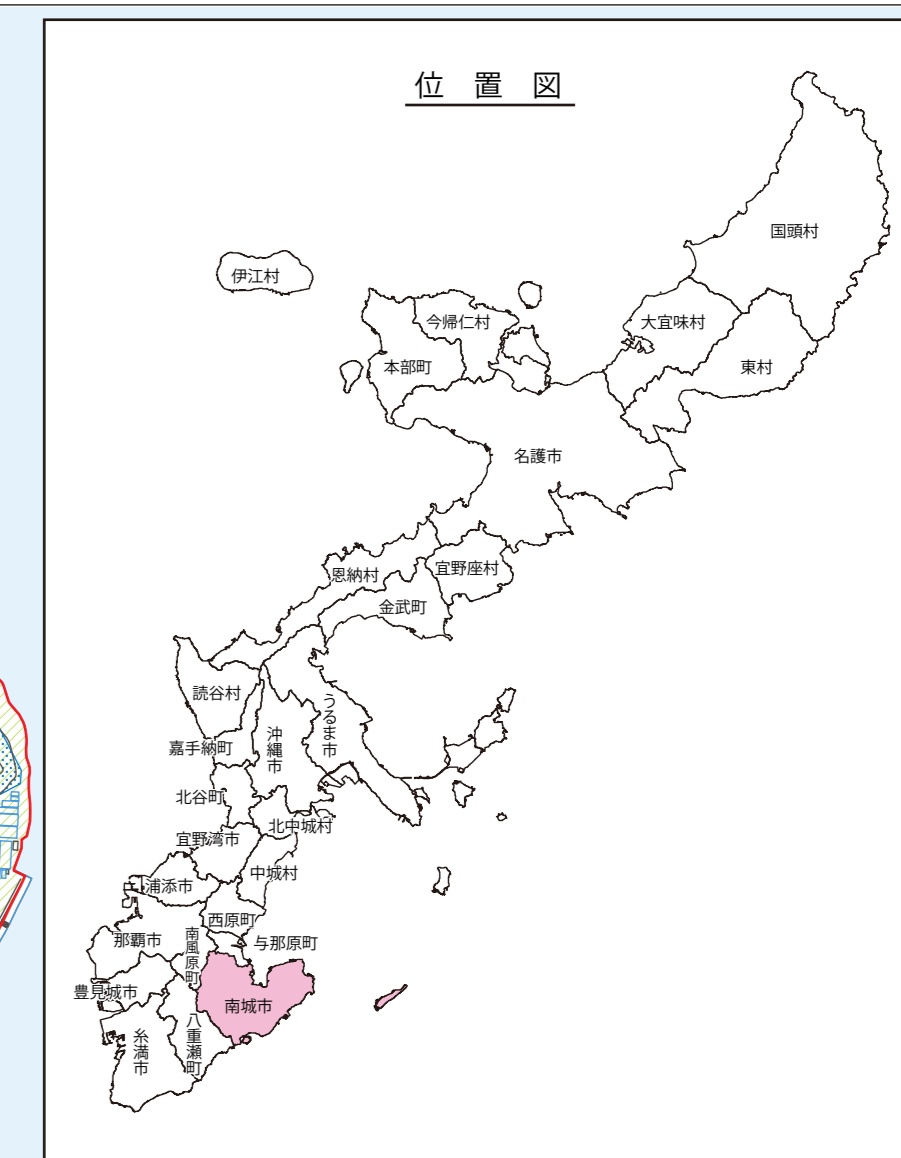 位置図
国頭村
伊江村
今帰仁村
大宜味村
本部町
東村
名護市
恩納村
宜野座村
金武町
読谷村
うるま市
沖縄市
嘉手納町
北谷町
北中城村
宜野湾市
中城村
浦添市
西原町
那覇市
南風原町
与那原町
豊見城市
南城市
八重瀬町
糸満市